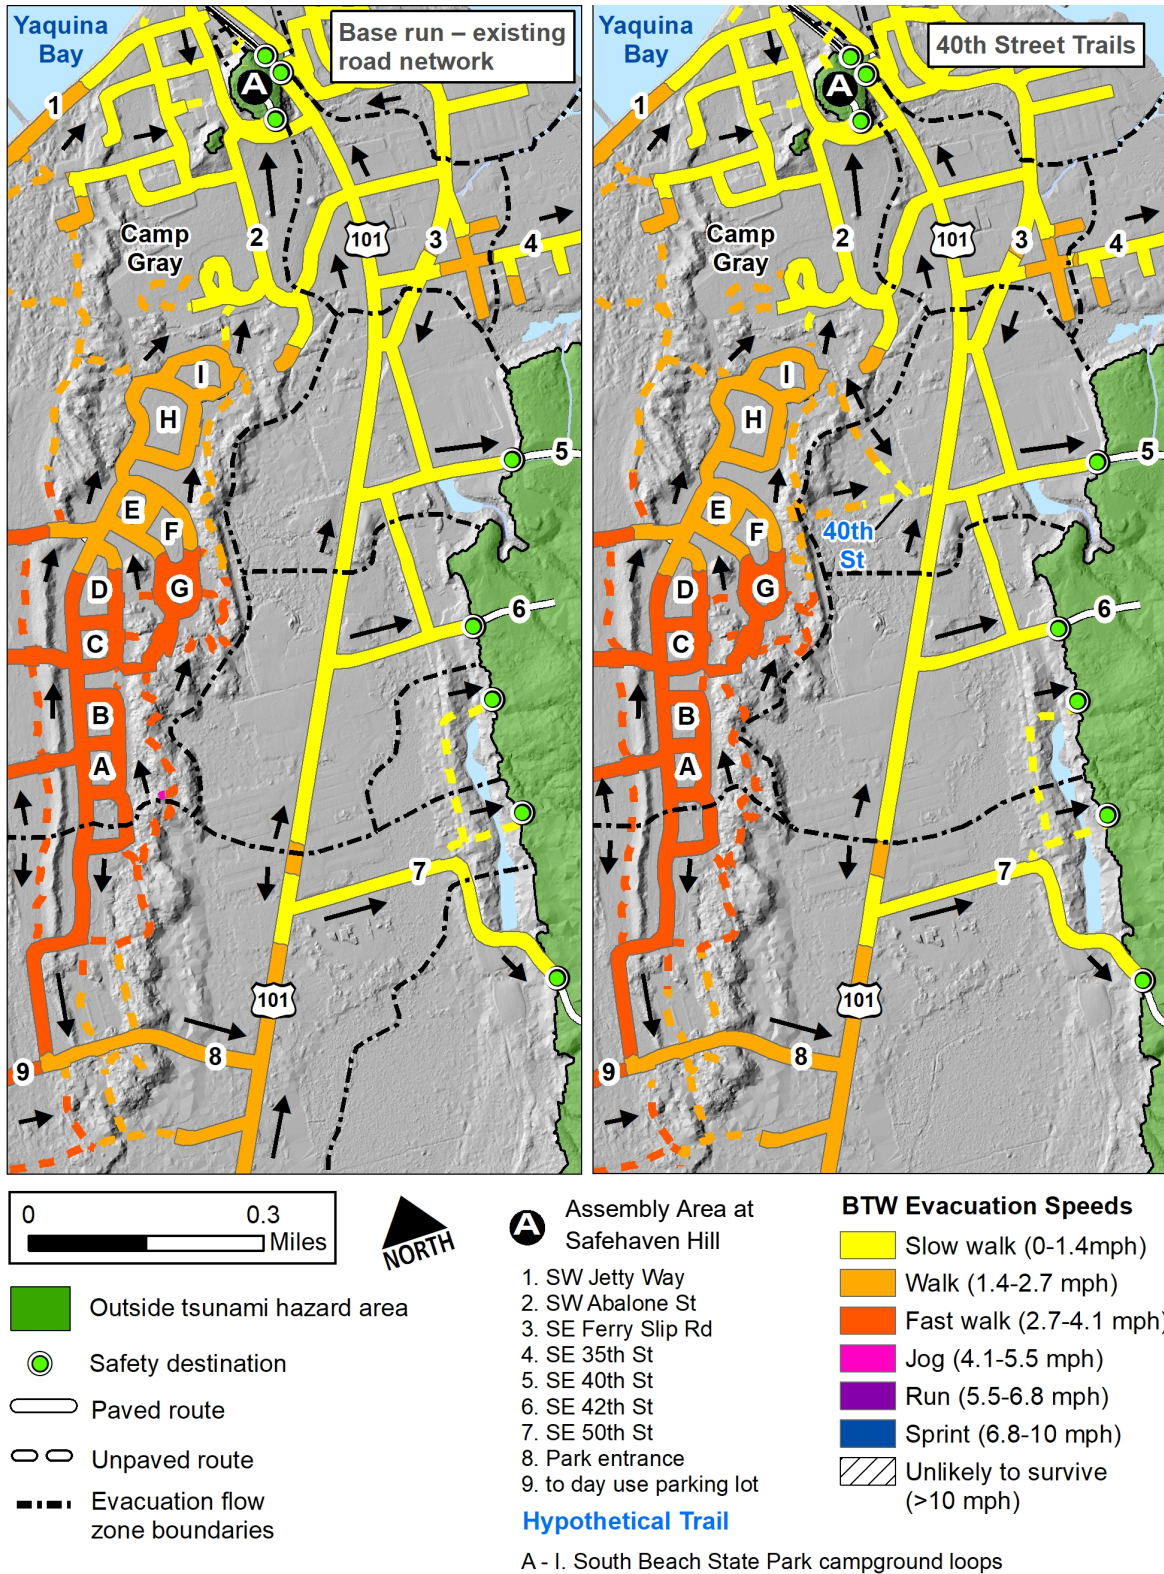 Yaquina
Bay
Base run – existing
road network
A
1
Camp
Gray
2
101
3
4
I
H
5
E
F
D
G
C
6
B
A
7
101
8
9
Yaquina
Bay
40th Street Trails
A
1
Camp
Gray
2
101
3
4
I
H
5
E
F
40th
St
D
G
C
6
B
A
7
101
8
9
0 0.3
Miles
NORTH
Outside tsunami hazard area
Safety destination
Paved route
Unpaved route
Evacuation flow
zone boundaries
A
Assembly Area at
Safehaven Hill
1. SW Jetty Way
2. SW Abalone St
3. SE Ferry Slip Rd
4. SE 35th St
5. SE 40th St
6. SE 42th St
7. SE 50th St
8. Park entrance
9. to day use parking lot
Hypothetical Trail
A - I. South Beach State Park campground loops
BTW Evacuation Speeds
Slow walk (0-1.4mph)
Walk (1.4-2.7 mph)
Fast walk (2.7-4.1 mph)
Jog (4.1-5.5 mph)
Run (5.5-6.8 mph)
Sprint (6.8-10 mph)
Unlikely to survive
(>10 mph)